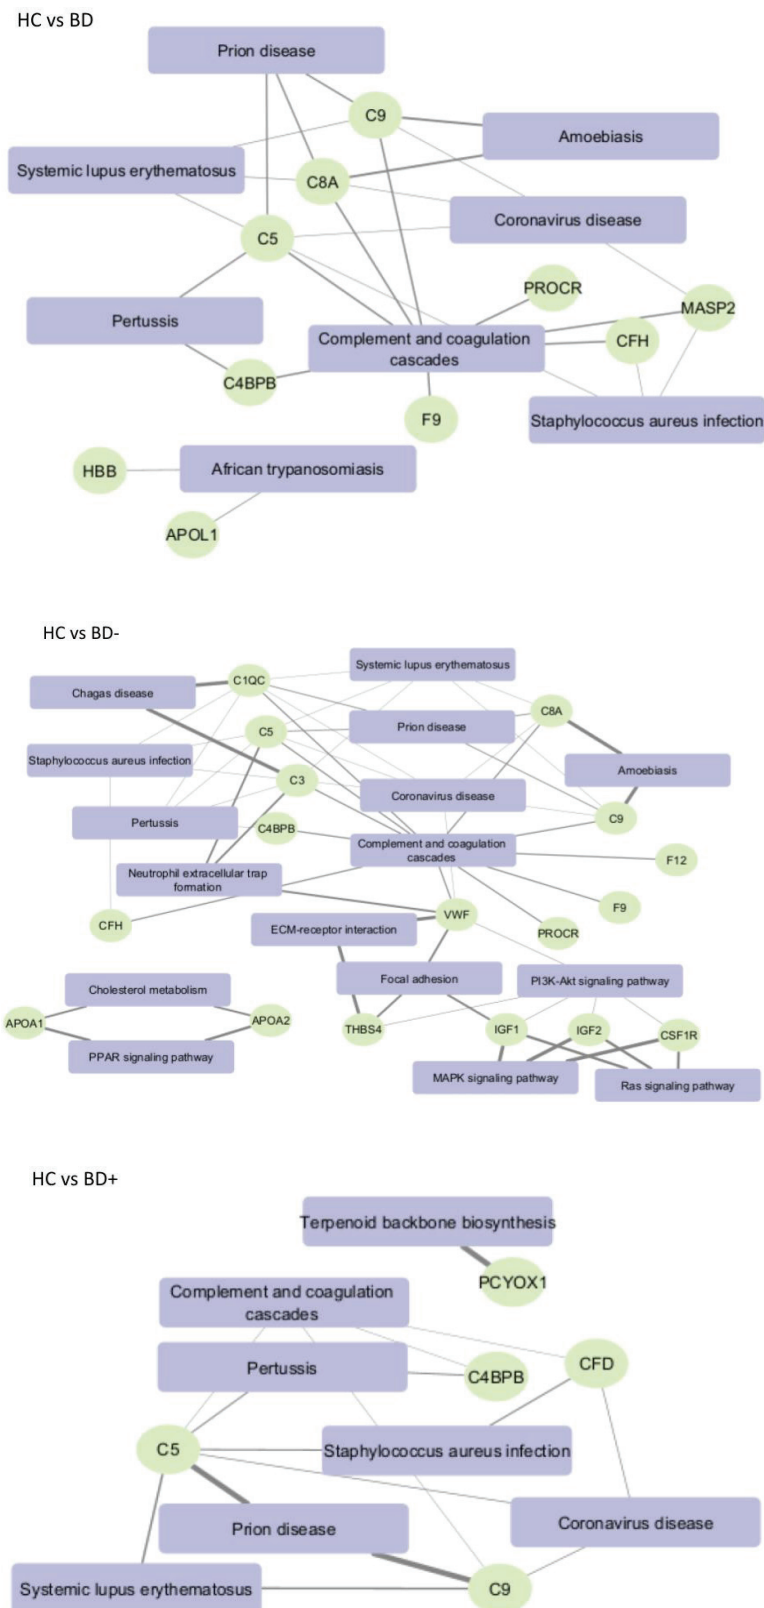 HC vs BD
Prion disease
C9
Amoebiasis
Systemic lupus erythematosus
C8A
Coronavirus disease
C5
PROCR
MASP2
Pertussis
Complement and coagulation
cascades
CFH
C4BPB
F9
Staphylococcus aureus infection
HBB
African trypanosomiasis
APOL1
HC vs BD-
Systemic lupus erythematosus
C1QC
Chagas disease
C8A
Prion disease
C5
Staphylococcus aureus infection
Amoebiasis
C3
Coronavirus disease
C9
Pertussis
C4BPB
Complement and coagulation
cascades
F12
Neutrophil extracellular trap
formation
F9
VWF
CFH
ECM-receptor interaction
PROCR
Focal adhesion
PI3K-Akt signaling pathway
Cholesterol metabolism
APOA1
APOA2
THBS4
IGF1
IGF2
CSF1R
PPAR signaling pathway
MAPK signaling pathway
Ras signaling pathway
HC vs BD+
Terpenoid backbone biosynthesis
PCYOX1
Complement and coagulation
cascades
Pertussis
C4BPB
CFD
C5
Staphylococcus aureus infection
Prion disease
Coronavirus disease
Systemic lupus erythematosus
C9